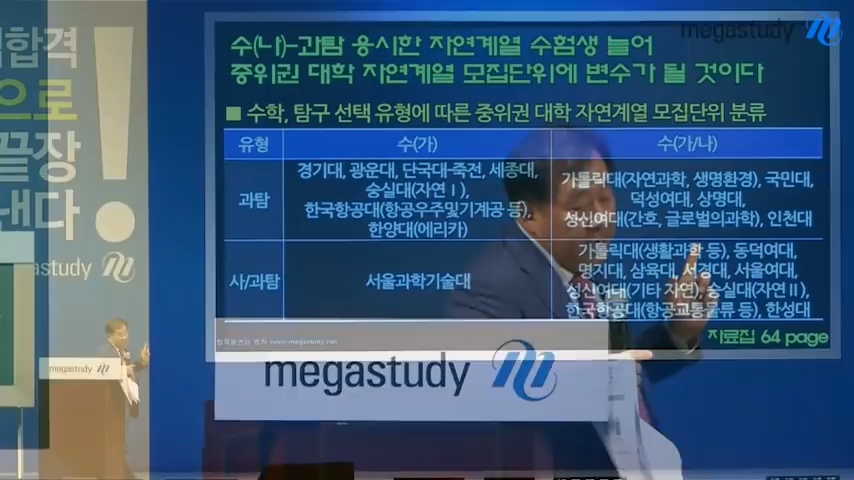 합격
으로
끝장
낸다
!
megastudy
수(나)-과탐 응시한 자연계열 수험생 늘어
중위권 대학 자연계열 모집단위에 변수가 될 것이다
■ 수학, 탐구 선택 유형에 따른 중위권 대학 자연계열 모집단위 분류
유형 수(가) 수(가/나)
과탐
경기대, 광운대, 단국대-죽전, 세종대,
숭실대(자연Ⅰ),
한국항공대(항공우주및기계공 등),
한양대(에리카)
가톨릭대(자연과학, 생명환경), 국민대,
덕성여대, 상명대,
성신여대(간호, 글로벌의과학), 인천대
사/과탐
서울과학기술대
가톨릭대(생활과학 등), 동덕여대,
명지대, 삼육대, 서경대, 서울여대,
성신여대(기타 자연), 숭실대(자연Ⅱ),
한국항공대(항공교통물류 등), 한성대
자료집 64 page
www.megastudy.net
megastudy
megastudy